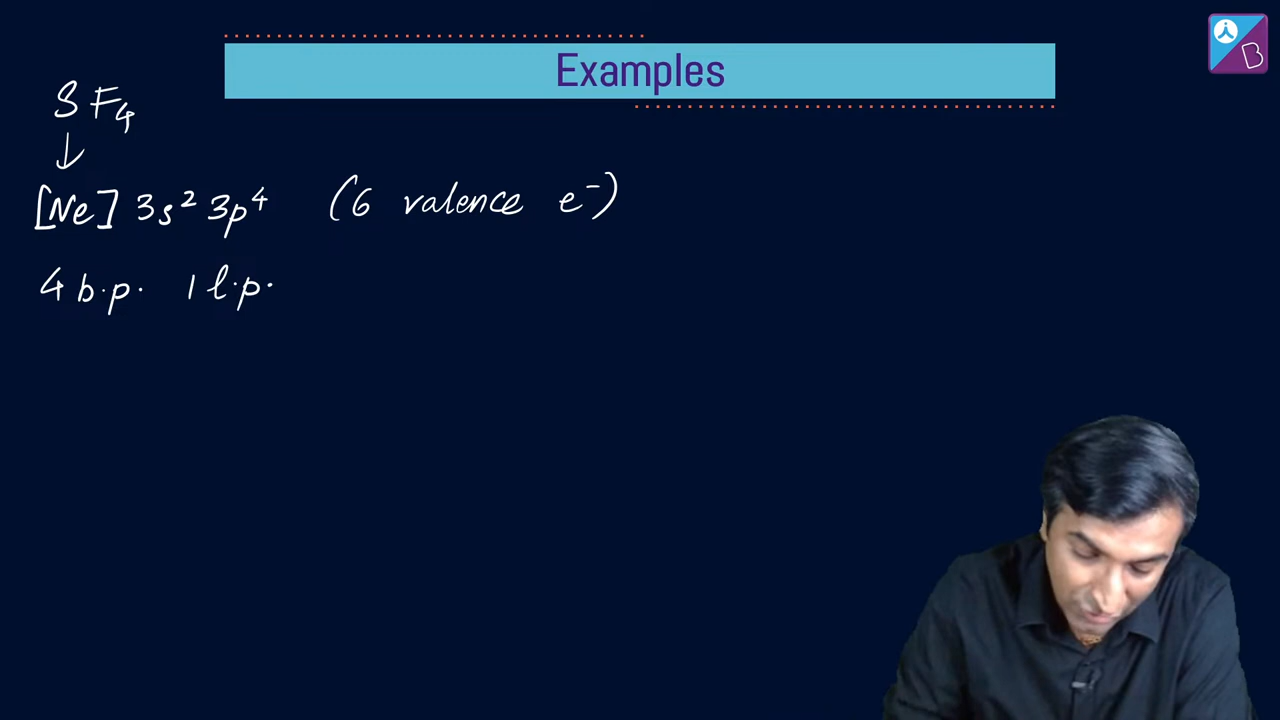 Examples
SF₄
↓
[Ne] 3s² 3p⁴ (6 valence e⁻)
4 b.p. 1 l.p.
B